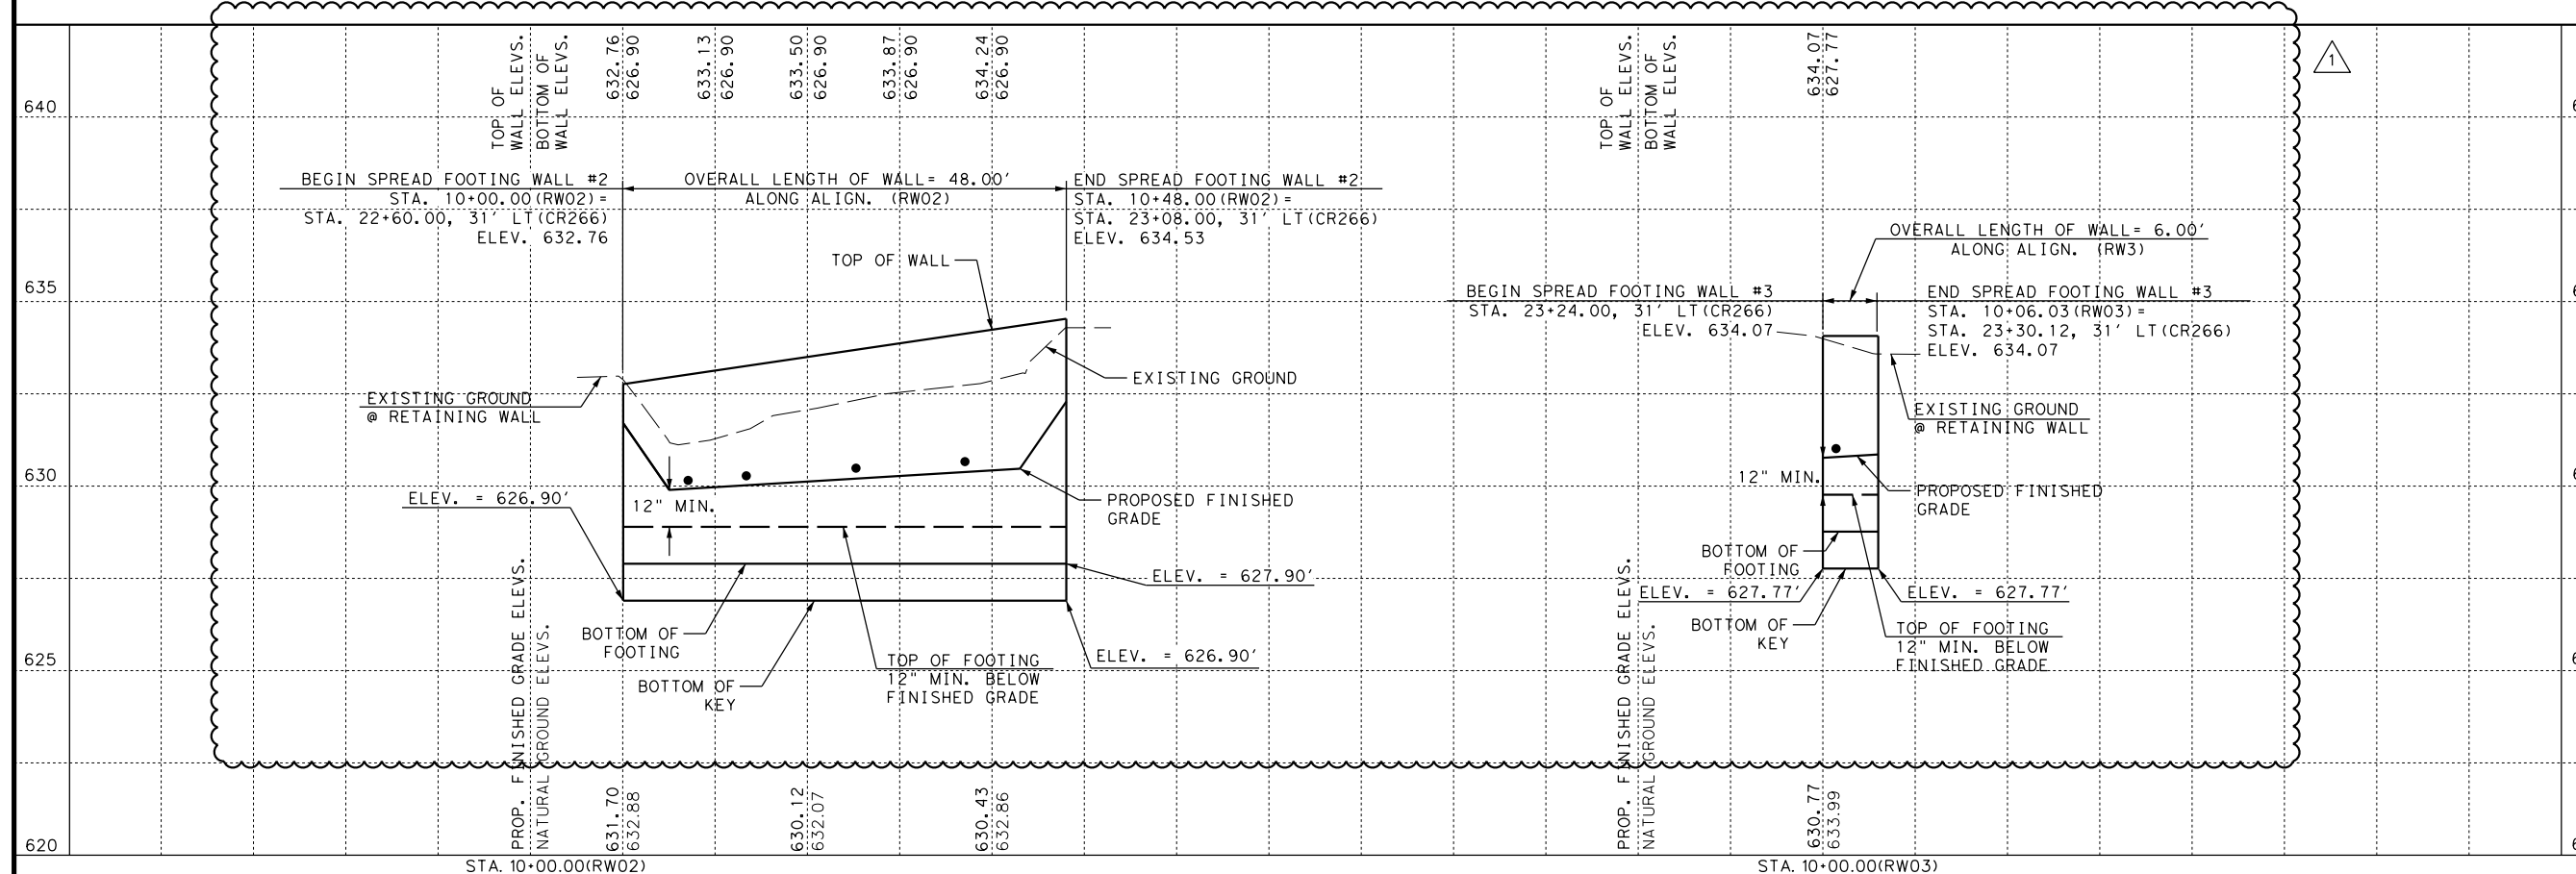 TOP OF
WALL ELEVS.
BOTTOM OF
WALL ELEVS.
632.76
626.90
633.13
626.90
633.50
626.90
633.87
626.90
634.24
626.90
TOP OF
WALL ELEVS.
BOTTOM OF
WALL ELEVS.
634.07
627.77
1
640
635
630
625
620
BEGIN SPREAD FOOTING WALL #2
STA. 10+00.00(RW02)=
STA. 22+60.00, 31' LT(CR266)
ELEV. 632.76
OVERALL LENGTH OF WALL= 48.00'
ALONG ALIGN. (RW02)
END SPREAD FOOTING WALL #2
STA. 10+48.00(RW02)=
STA. 23+08.00, 31' LT(CR266)
ELEV. 634.53
TOP OF WALL
EXISTING GROUND
EXISTING GROUND
@ RETAINING WALL
ELEV. = 626.90'
12" MIN.
PROPOSED FINISHED
GRADE
ELEV. = 627.90'
BOTTOM OF
FOOTING
BOTTOM OF
KEY
TOP OF FOOTING
12" MIN. BELOW
FINISHED GRADE
ELEV. = 626.90'
PROP. FINISHED GRADE ELEVS.
NATURAL GROUND ELEVS.
631.70
632.88
630.12
632.07
630.43
632.86
STA. 10+00.00(RW02)
OVERALL LENGTH OF WALL= 6.00'
ALONG ALIGN. (RW3)
BEGIN SPREAD FOOTING WALL #3
STA. 23+24.00, 31' LT(CR266)
ELEV. 634.07
END SPREAD FOOTING WALL #3
STA. 10+06.03(RW03)=
STA. 23+30.12, 31' LT(CR266)
ELEV. 634.07
EXISTING GROUND
@ RETAINING WALL
12" MIN.
PROPOSED FINISHED
GRADE
BOTTOM OF
FOOTING
ELEV. = 627.77'
ELEV. = 627.77'
BOTTOM OF
KEY
TOP OF FOOTING
12" MIN. BELOW
FINISHED GRADE
PROP. FINISHED GRADE ELEVS.
NATURAL GROUND ELEVS.
630.77
633.99
STA. 10+00.00(RW03)